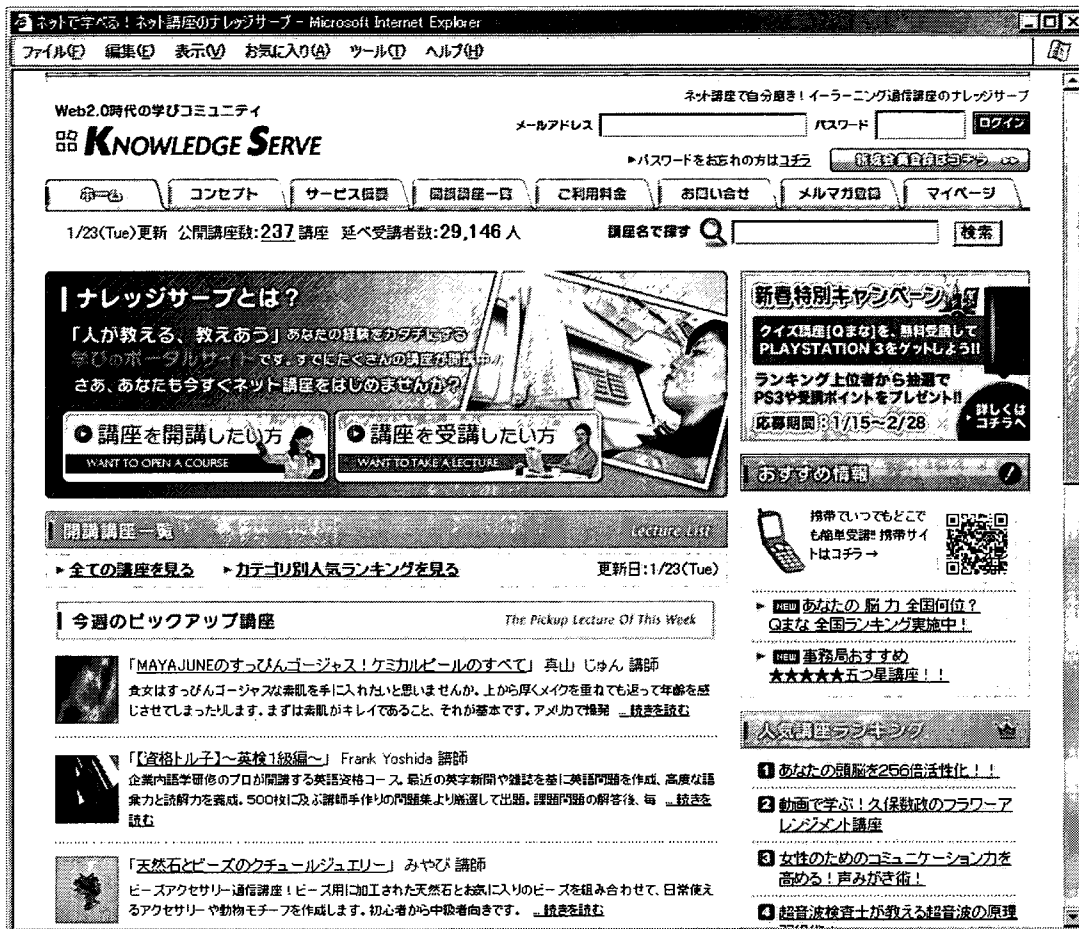 ネットで学べる！ネット講座のナレッジサーブ - Microsoft Internet Explorer
ファイル(F) 編集(E) 表示(V) お気に入り(A) ツール(T) ヘルプ(H)
ネット講座で自分磨き！イーラーニング通信講座のナレッジサーブ
Web2.0時代の学びコミュニティ
KNOWLEDGE SERVE
メールアドレス パスワード ログイン
▶パスワードをお忘れの方はコチラ 新規会員登録はコチラ
ホーム コンセプト サービス概要 開講講座一覧 ご利用料金 お問い合せ メルマガ登録 マイページ
1/23(Tue)更新 公開講座数:237 講座 延べ受講者数:29,146 人 講座名で探す 検索
ナレッジサーブとは？
「人が教える、教えあう」あなたの経験をカタチにする
学びのポータルサイトです。すでにたくさんの講座が開講中！
さあ、あなたも今すぐネット講座をはじめませんか？
講座を開講したい方
WANT TO OPEN A COURSE
講座を受講したい方
WANT TO TAKE A LECTURE
新春特別キャンペーン
クイズ講座[Qまな]を、無料受講して
PLAYSTATION 3をゲットしよう!!
ランキング上位者から抽選で
PS3や受講ポイントをプレゼント!!
応募期間:1/15～2/28
詳しくは
コチラへ
開講講座一覧 Lecture List
▶全ての講座を見る ▶カテゴリ別人気ランキングを見る 更新日:1/23(Tue)
今週のピックアップ講座 The Pickup Lecture Of This Week
「MAYAJUNEのすっぴんゴージャス！ケミカルピールのすべて」 真山 じゅん 講師
貴女はすっぴんゴージャスな素肌を手に入れたいと思いませんか。上から厚くメイクを重ねても返って年齢を感
じさせてしまったりします。まずは素肌がキレイであること、それが基本です。アメリカで爆発 ...続きを読む
「【資格トル子】～英検1級編～」 Frank Yoshida 講師
企業内語学研修のプロが開講する英語資格コース。最近の英字新聞や雑誌を基に英語問題を作成、高度な語
彙力と読解力を養成。500枚に及ぶ講師手作りの問題集より厳選して出題。課題問題の解答後、毎 ...続きを
読む
「天然石とビーズのクチュールジュエリー」 みやび 講師
ビーズアクセサリー通信講座！ビーズ用に加工された天然石とお気に入りのビーズを組み合わせて、日常使え
るアクセサリーや動物モチーフを作成します。初心者から中級者向きです。 ...続きを読む
おすすめ情報
携帯でいつでもどこで
も簡単受講!! 携帯サイ
トはコチラ→
▶ NEW あなたの 脳 力 全国何位？
Qまな 全国ランキング実施中！
▶ NEW 事務局おすすめ
★★★★★五つ星講座！！
人気講座ランキング
1 あなたの頭脳を256倍活性化！！
2 動画で学ぶ！久保数政のフラワーア
レンジメント講座
3 女性のためのコミュニケーション力を
高める！声みがき術！
4 超音波検査士が教える超音波の原理